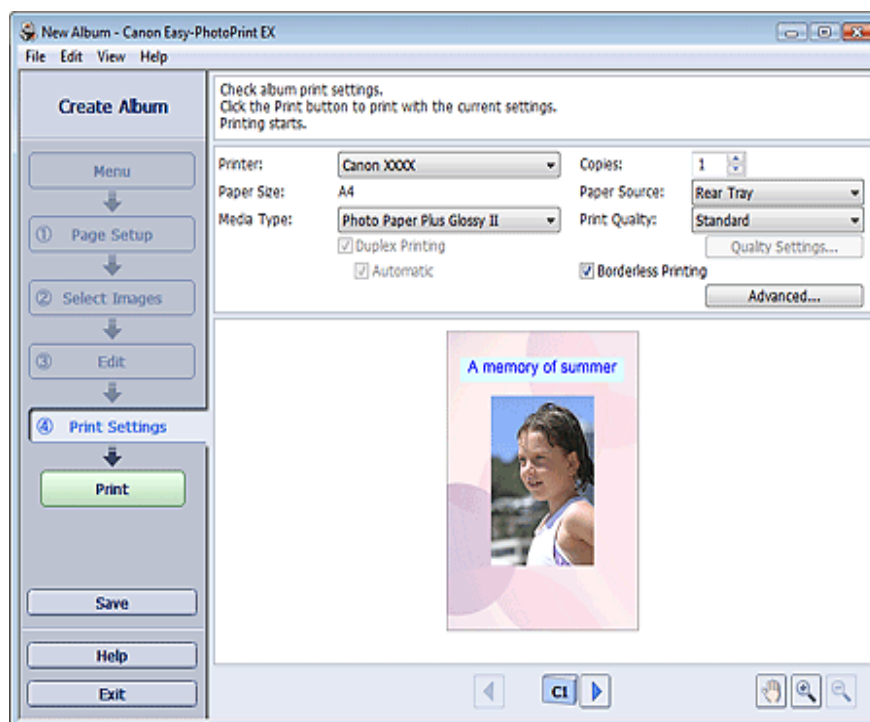 New Album - Canon Easy-PhotoPrint EX
File Edit View Help
Create Album
Menu
① Page Setup
② Select Images
③ Edit
④ Print Settings
Print
Save
Help
Exit
Check album print settings.
Click the Print button to print with the current settings.
Printing starts.
Printer: Canon XXXX Copies: 1
Paper Size: A4 Paper Source: Rear Tray
Media Type: Photo Paper Plus Glossy II Print Quality: Standard
Duplex Printing Quality Settings...
Automatic Borderless Printing
Advanced...
A memory of summer
C1